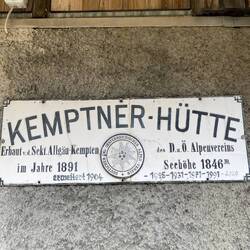 KEMPTNER-HÜTTE
Erbaut v.d. Sekt. Allgäu-Kempten des D.u.Ö. Alpenvereins
im Jahre 1891 Seehöhe 1846m
erweitert 1904